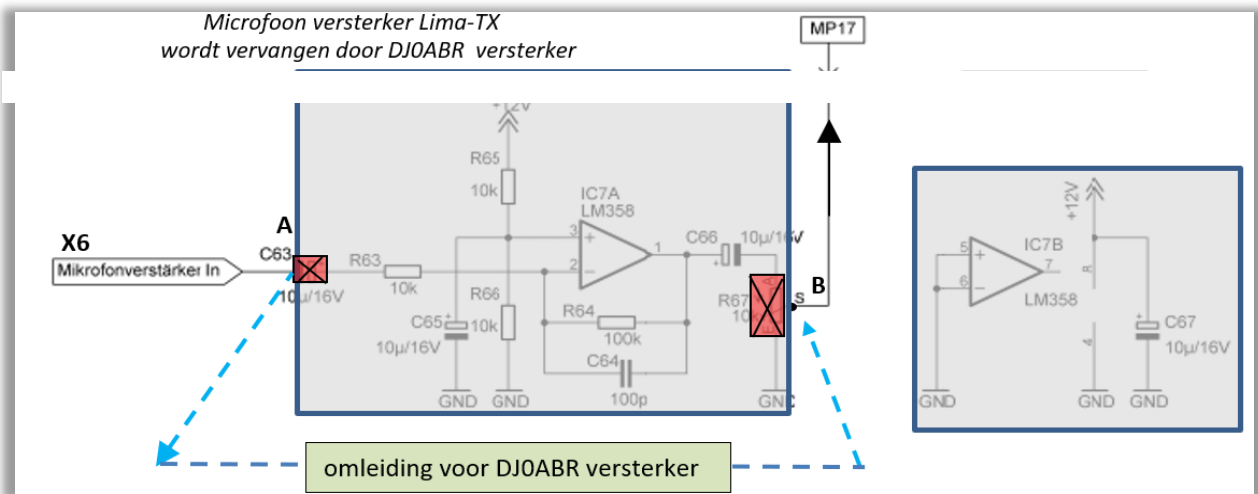 Microfoon versterker Lima-TX
wordt vervangen door DJ0ABR versterker
MP17
+12V
R65
10k
IC7A
LM358
A
X6
C63
Mikrofonverstärker In
10µ/16V
R63
10k
3
2
1
C66
10µ/16V
+12V
5
6
7
IC7B
LM358
8
4
R66
10k
C65
10µ/16V
R64
100k
C64
100p
R67
S
B
C67
10µ/16V
GND
GND
GND
GND
GND
GND
omleiding voor DJ0ABR versterker